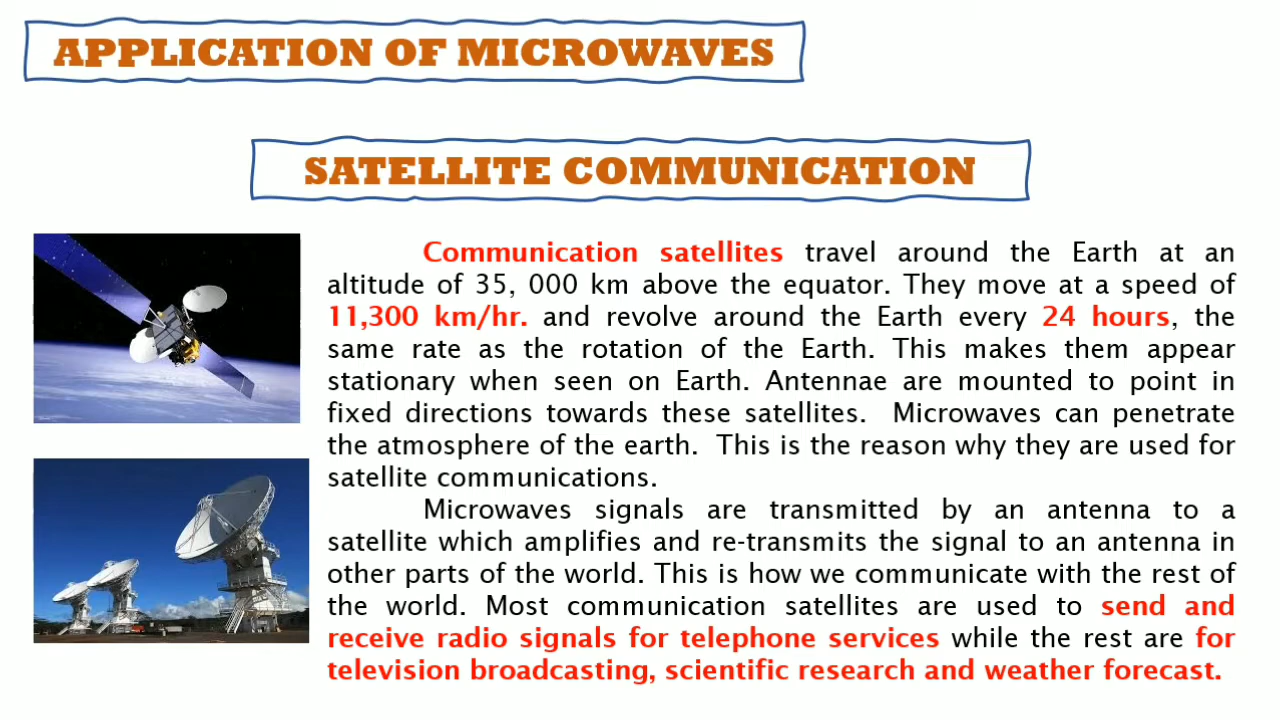 APPLICATION OF MICROWAVES
SATELLITE COMMUNICATION
Communication satellites travel around the Earth at an
altitude of 35, 000 km above the equator. They move at a speed of
11,300 km/hr. and revolve around the Earth every 24 hours, the
same rate as the rotation of the Earth. This makes them appear
stationary when seen on Earth. Antennae are mounted to point in
fixed directions towards these satellites. Microwaves can penetrate
the atmosphere of the earth. This is the reason why they are used for
satellite communications.
Microwaves signals are transmitted by an antenna to a
satellite which amplifies and re-transmits the signal to an antenna in
other parts of the world. This is how we communicate with the rest of
the world. Most communication satellites are used to send and
receive radio signals for telephone services while the rest are for
television broadcasting, scientific research and weather forecast.